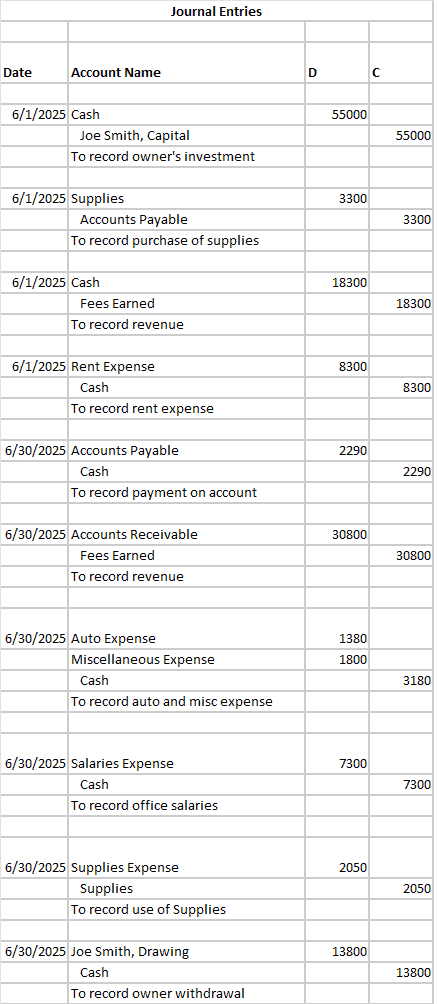 Journal Entries
Date Account Name D C
6/1/2025 Cash 55000
Joe Smith, Capital 55000
To record owner's investment
6/1/2025 Supplies 3300
Accounts Payable 3300
To record purchase of supplies
6/1/2025 Cash 18300
Fees Earned 18300
To record revenue
6/1/2025 Rent Expense 8300
Cash 8300
To record rent expense
6/30/2025 Accounts Payable 2290
Cash 2290
To record payment on account
6/30/2025 Accounts Receivable 30800
Fees Earned 30800
To record revenue
6/30/2025 Auto Expense 1380
Miscellaneous Expense 1800
Cash 3180
To record auto and misc expense
6/30/2025 Salaries Expense 7300
Cash 7300
To record office salaries
6/30/2025 Supplies Expense 2050
Supplies 2050
To record use of Supplies
6/30/2025 Joe Smith, Drawing 13800
Cash 13800
To record owner withdrawal